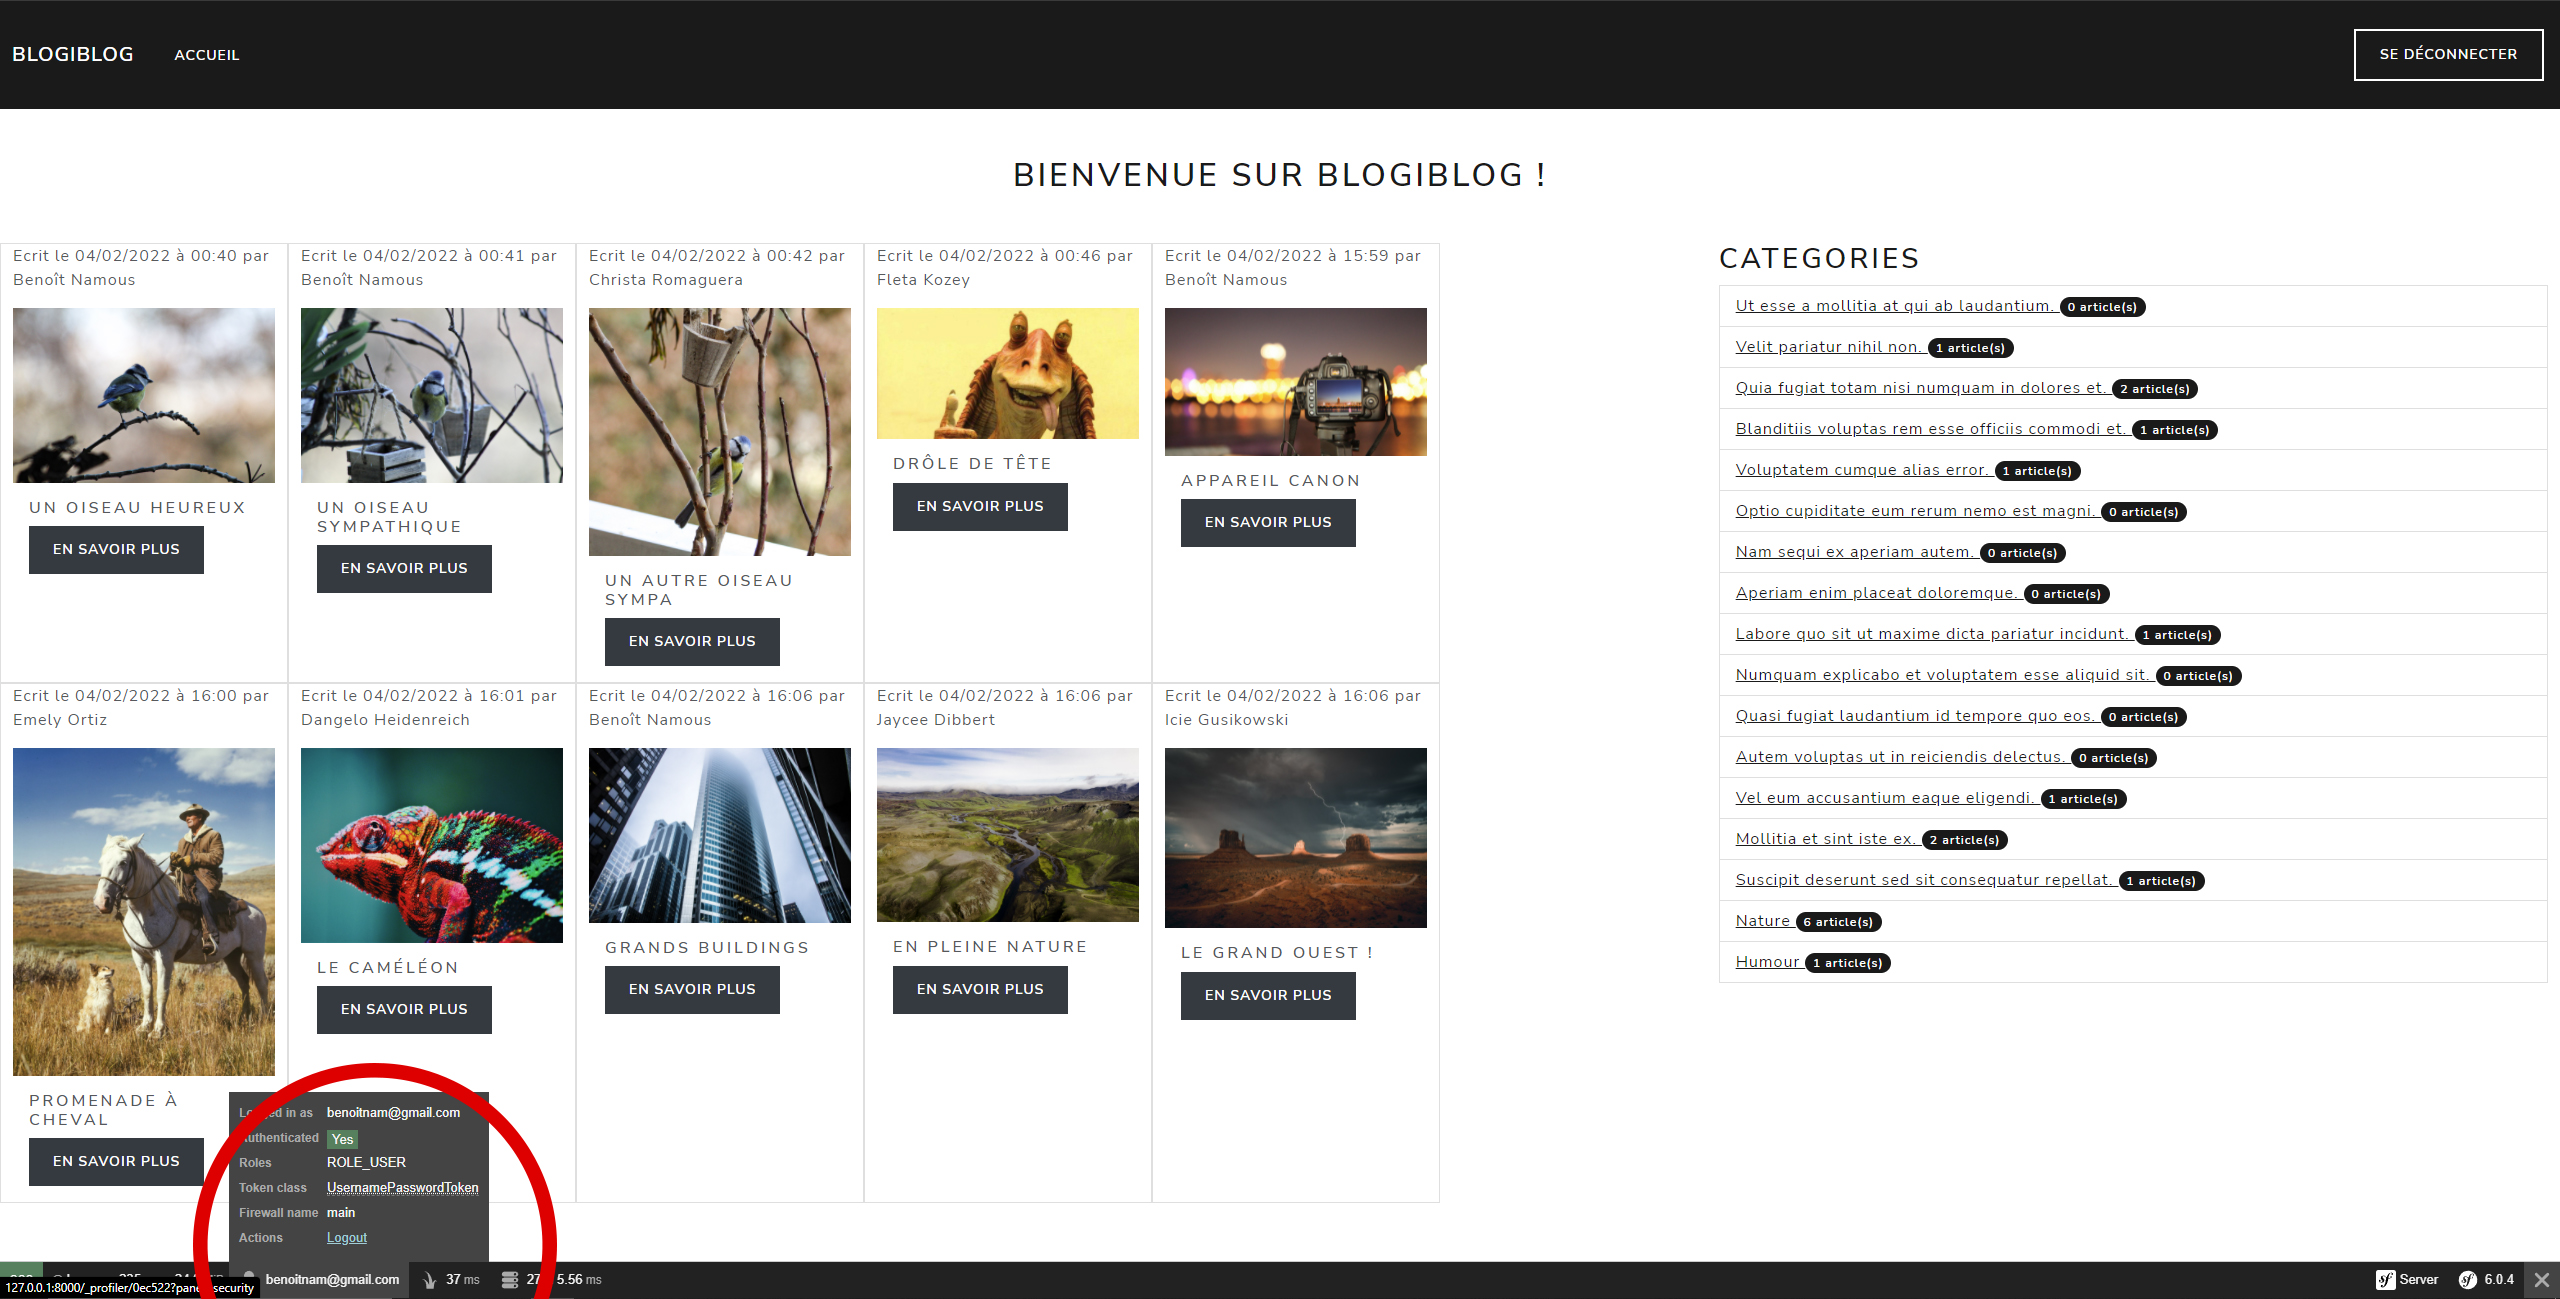 BLOGIBLOG
ACCUEIL
SE DÉCONNECTER
BIENVENUE SUR BLOGIBLOG !
Ecrit le 04/02/2022 à 00:40 par
Benoît Namous
UN OISEAU HEUREUX
EN SAVOIR PLUS
Ecrit le 04/02/2022 à 00:41 par
Benoît Namous
UN OISEAU
SYMPATHIQUE
EN SAVOIR PLUS
Ecrit le 04/02/2022 à 00:42 par
Christa Romaguera
UN AUTRE OISEAU
SYMPA
EN SAVOIR PLUS
Ecrit le 04/02/2022 à 00:46 par
Fleta Kozey
DRÔLE DE TÊTE
EN SAVOIR PLUS
Ecrit le 04/02/2022 à 15:59 par
Benoît Namous
APPAREIL CANON
EN SAVOIR PLUS
Ecrit le 04/02/2022 à 16:00 par
Emely Ortiz
PROMENADE À
CHEVAL
EN SAVOIR PLUS
Ecrit le 04/02/2022 à 16:01 par
Dangelo Heidenreich
LE CAMÉLÉON
EN SAVOIR PLUS
Ecrit le 04/02/2022 à 16:06 par
Benoît Namous
GRANDS BUILDINGS
EN SAVOIR PLUS
Ecrit le 04/02/2022 à 16:06 par
Jaycee Dibbert
EN PLEINE NATURE
EN SAVOIR PLUS
Ecrit le 04/02/2022 à 16:06 par
Icie Gusikowski
LE GRAND OUEST !
EN SAVOIR PLUS
CATEGORIES
Ut esse a mollitia at qui ab laudantium. 0 article(s)
Velit pariatur nihil non. 1 article(s)
Quia fugiat totam nisi numquam in dolores et. 2 article(s)
Blanditiis voluptas rem esse officiis commodi et. 1 article(s)
Voluptatem cumque alias error. 1 article(s)
Optio cupiditate eum rerum nemo est magni. 0 article(s)
Nam sequi ex aperiam autem. 0 article(s)
Aperiam enim placeat doloremque. 0 article(s)
Labore quo sit ut maxime dicta pariatur incidunt. 1 article(s)
Numquam explicabo et voluptatem esse aliquid sit. 0 article(s)
Quasi fugiat laudantium id tempore quo eos. 0 article(s)
Autem voluptas ut in reiciendis delectus. 0 article(s)
Vel eum accusantium eaque eligendi. 1 article(s)
Mollitia et sint iste ex. 2 article(s)
Suscipit deserunt sed sit consequatur repellat. 1 article(s)
Nature 6 article(s)
Humour 1 article(s)
Logged in as benoitnam@gmail.com
Authenticated Yes
Roles ROLE_USER
Token class UsernamePasswordToken
Firewall name main
Actions Logout
benoitnam@gmail.com
37 ms
5.56 ms
Server
6.0.4
127.0.0.1:8000/_profiler/0ec522?panel=security